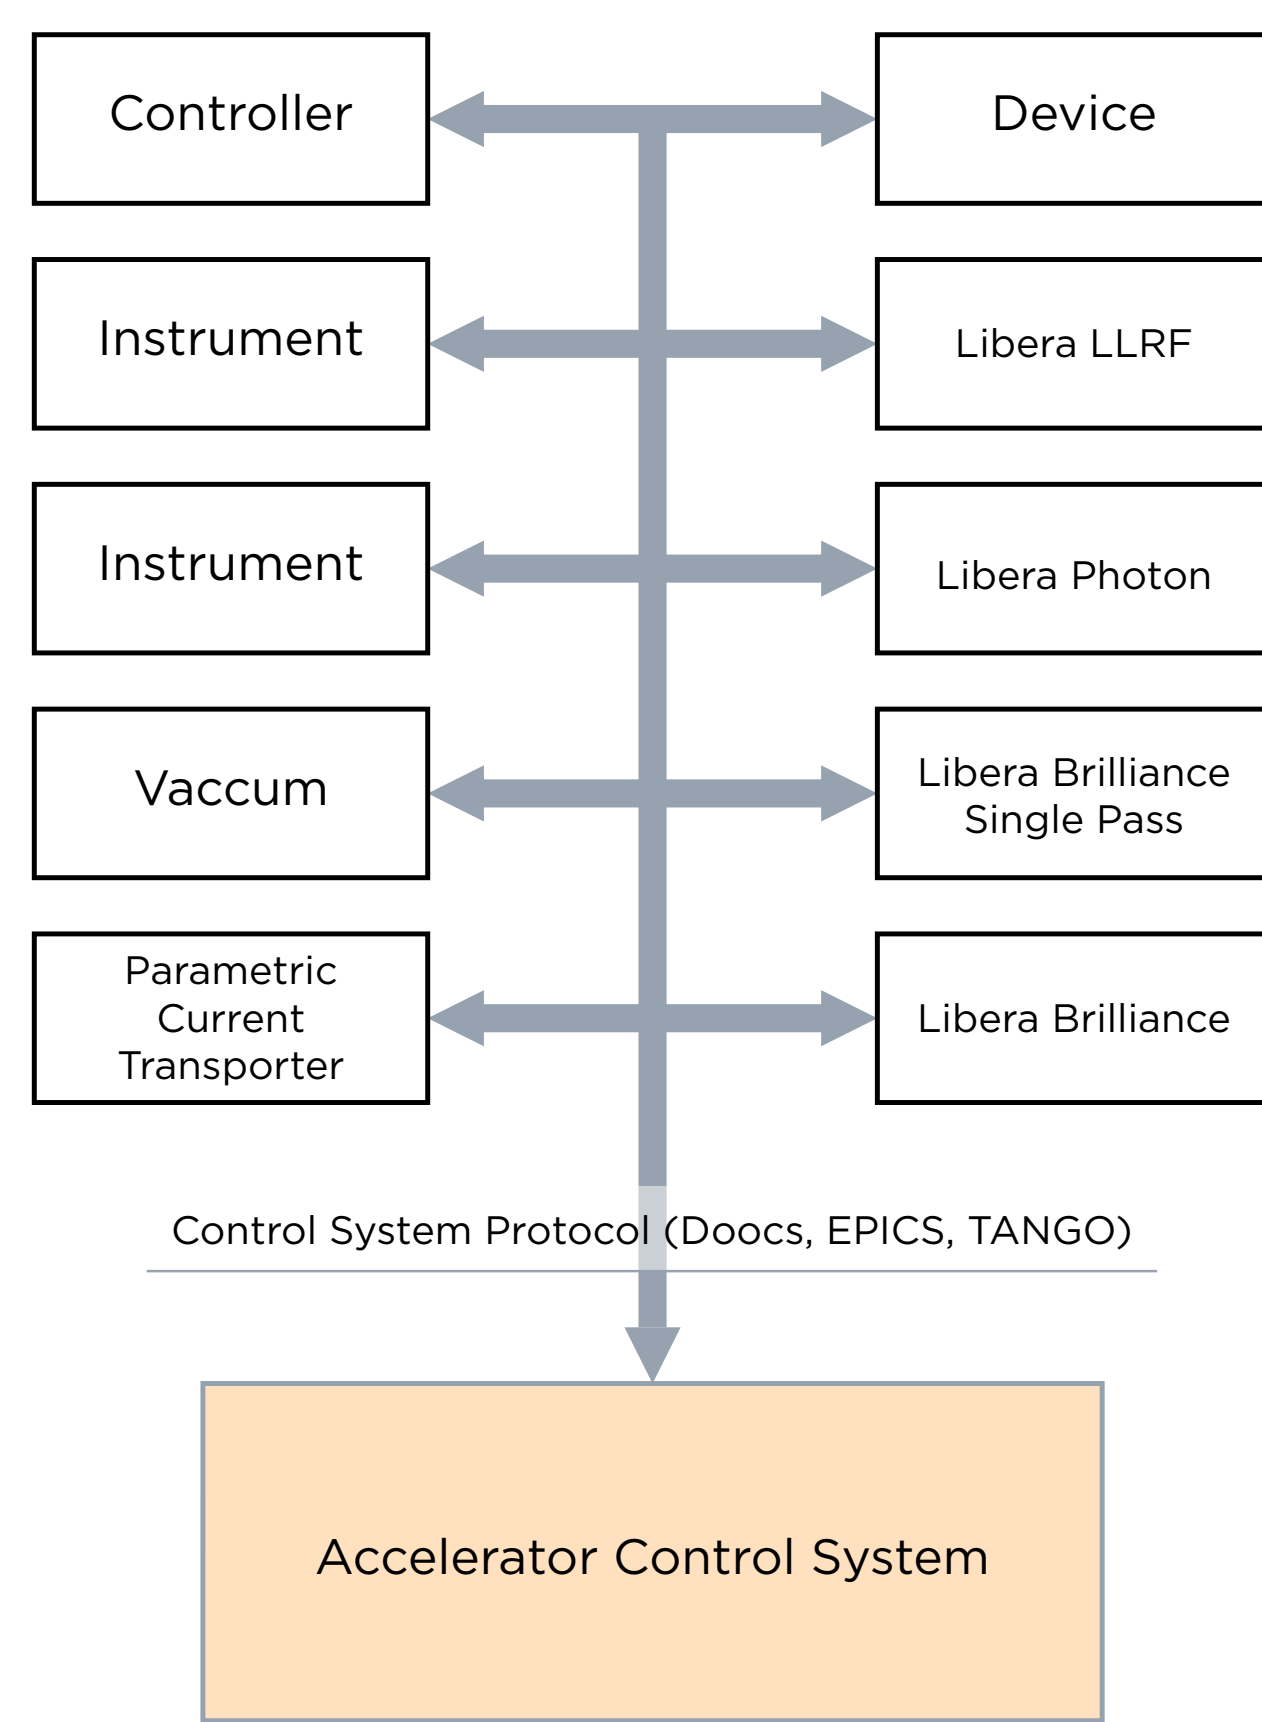 Controller
Device
Instrument
Libera LLRF
Instrument
Libera Photon
Vaccum
Libera Brilliance
Single Pass
Parametric
Current
Transporter
Libera Brilliance
Control System Protocol (Doocs, EPICS, TANGO)
Accelerator Control System